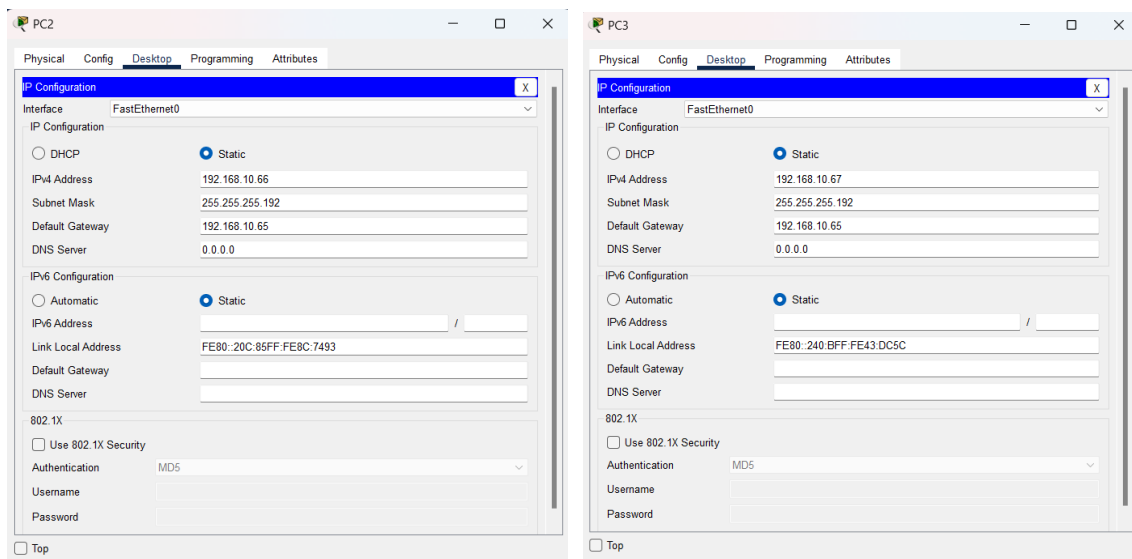 PC2
Physical Config Desktop Programming Attributes
IP Configuration X
Interface FastEthernet0
IP Configuration
DHCP Static
IPv4 Address 192.168.10.66
Subnet Mask 255.255.255.192
Default Gateway 192.168.10.65
DNS Server 0.0.0.0
IPv6 Configuration
Automatic Static
IPv6 Address /
Link Local Address FE80::20C:85FF:FE8C:7493
Default Gateway
DNS Server
802.1X
Use 802.1X Security
Authentication MD5
Username
Password
Top
PC3
Physical Config Desktop Programming Attributes
IP Configuration X
Interface FastEthernet0
IP Configuration
DHCP Static
IPv4 Address 192.168.10.67
Subnet Mask 255.255.255.192
Default Gateway 192.168.10.65
DNS Server 0.0.0.0
IPv6 Configuration
Automatic Static
IPv6 Address /
Link Local Address FE80::240:BFF:FE43:DC5C
Default Gateway
DNS Server
802.1X
Use 802.1X Security
Authentication MD5
Username
Password
Top